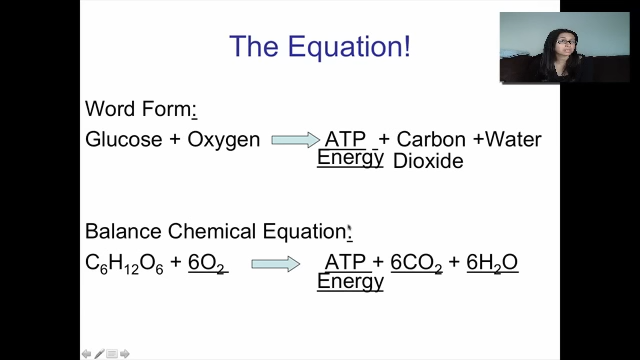 The Equation!
Word Form:
Glucose + Oxygen ATP + Carbon +Water
Energy Dioxide
Balance Chemical Equation:
C₆H₁₂O₆ + 6O₂ ATP + 6CO₂ + 6H₂O
Energy